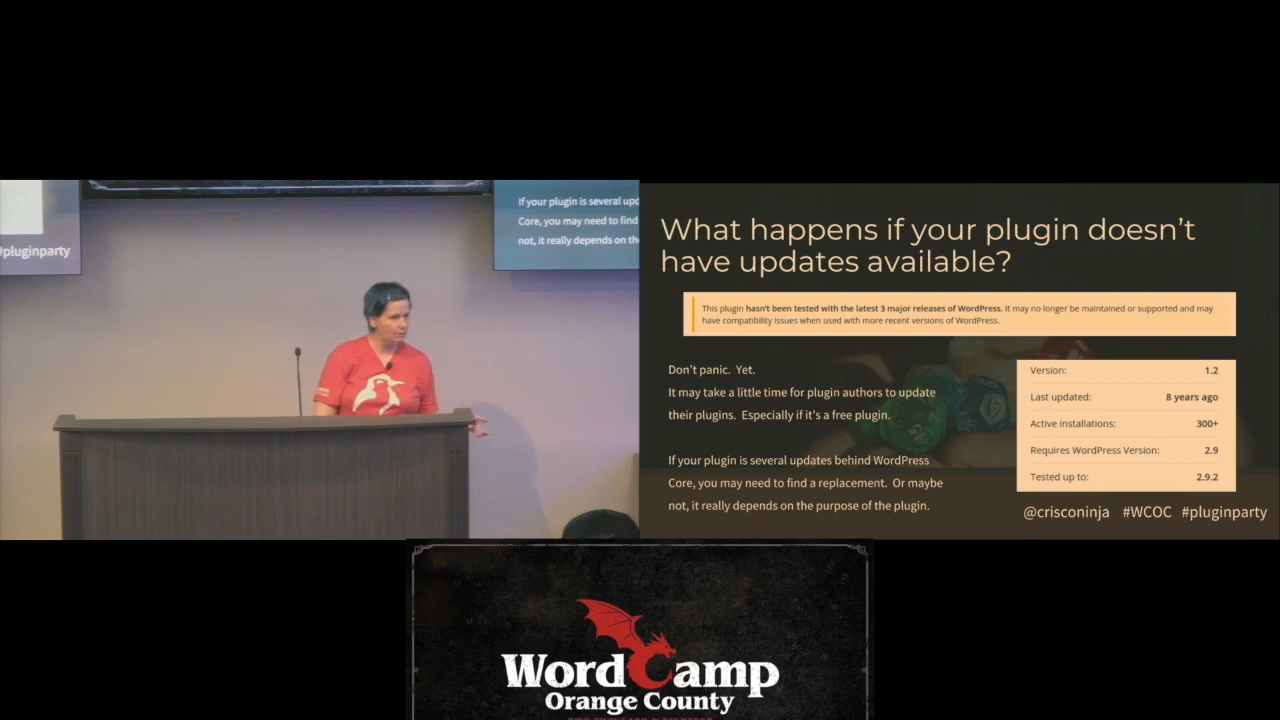 #pluginparty
If your plugin is several upd
Core, you may need to find
not, it really depends on the
What happens if your plugin doesn't
have updates available?
This plugin hasn't been tested with the latest 3 major releases of WordPress. It may no longer be maintained or supported and may
have compatibility issues when used with more recent versions of WordPress.
Don't panic. Yet.
It may take a little time for plugin authors to update
their plugins. Especially if it's a free plugin.
If your plugin is several updates behind WordPress
Core, you may need to find a replacement. Or maybe
not, it really depends on the purpose of the plugin.
Version: 1.2
Last updated: 8 years ago
Active installations: 300+
Requires WordPress Version: 2.9
Tested up to: 2.9.2
@crisconinja #WCOC #pluginparty
WordCamp
Orange County